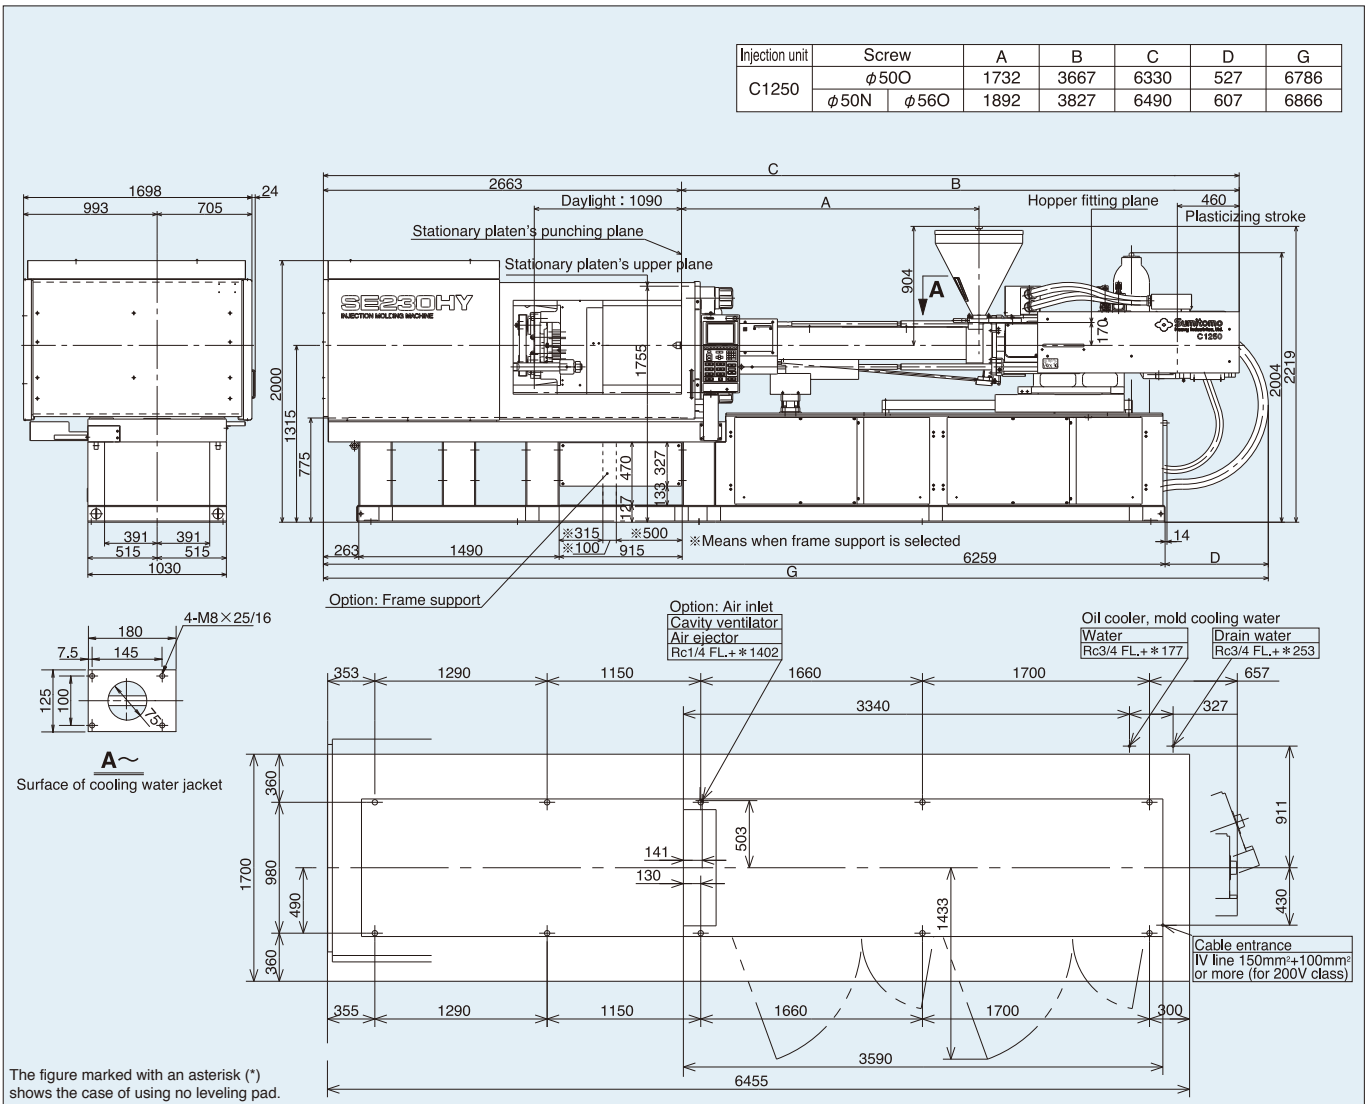 Injection unit Screw A B C D G
C1250 φ50O 1732 3667 6330 527 6786
φ50N φ56O 1892 3827 6490 607 6866
C
1698 24
2663 B
993 705
Daylight : 1090 A Hopper fitting plane 460
Plasticizing stroke
Stationary platen's punching plane
Stationary platen's upper plane
904
A
SE230HY
INJECTION MOLDING MACHINE
170
Sumitomo
C1250
1755
2000
1315
775
2004
2219
470
327
133
127
391 391
515 515
1030
※315 ※500
※100
※Means when frame support is selected
14
263 1490 915
6259 D
G
Option: Frame support
4-M8×25/16
180
7.5 145
125
100
75
A～
Surface of cooling water jacket
Option: Air inlet
Cavity ventilator
Air ejector
Rc1/4 FL.+＊1402
Oil cooler, mold cooling water
Water Drain water
Rc3/4 FL.+＊177 Rc3/4 FL.+＊253
353 1290 1150 1660 1700 657
3340 327
360
1700
980
490
360
503
141
130
1433
911
430
Cable entrance
IV line 150mm²+100mm²
or more (for 200V class)
355 1290 1150 1660 1700 300
3590
6455
The figure marked with an asterisk (*)
shows the case of using no leveling pad.